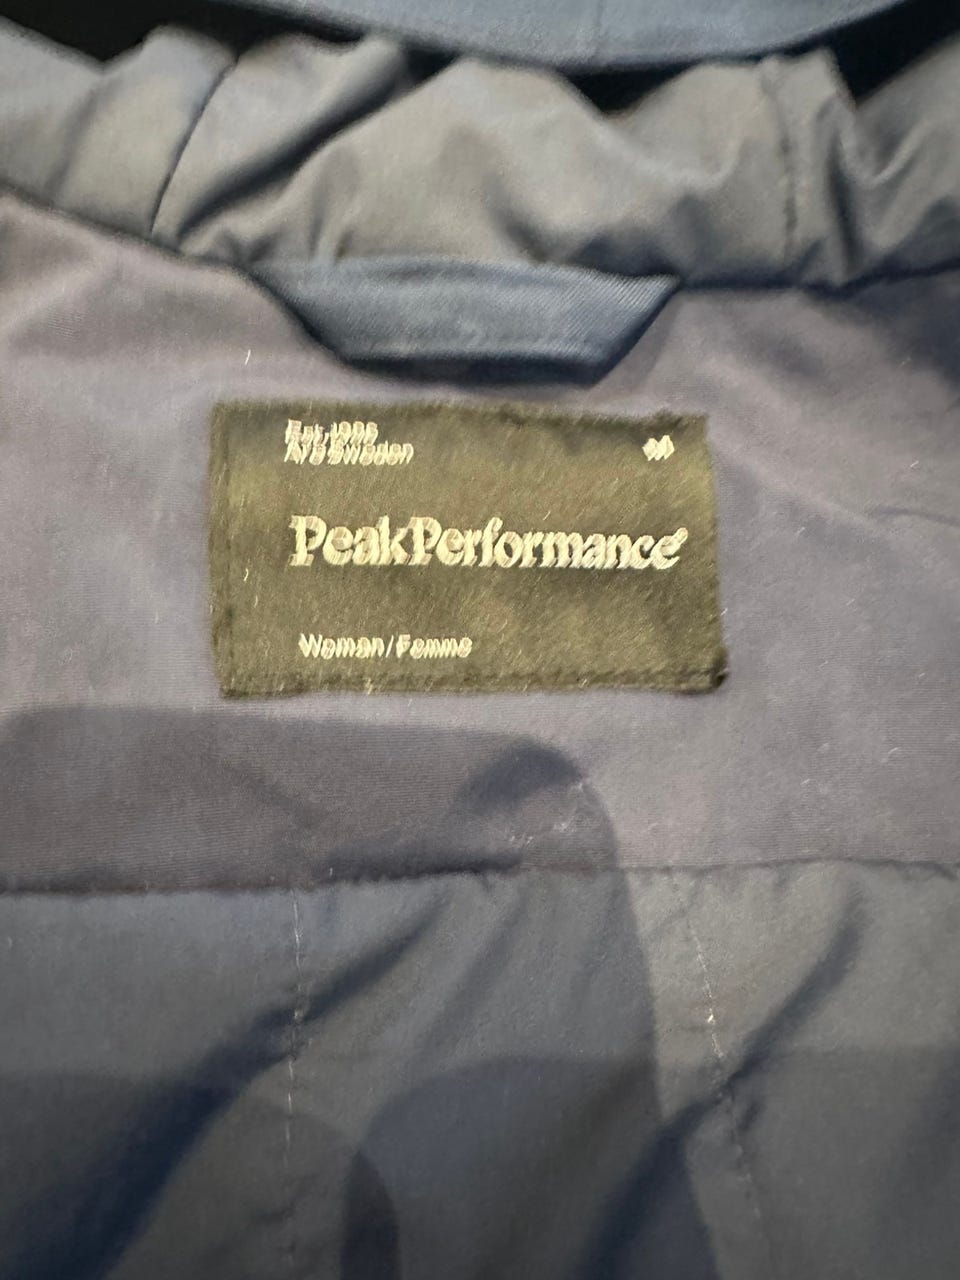 Est. 1986
Åre Sweden
M
PeakPerformance®
Woman/Femme